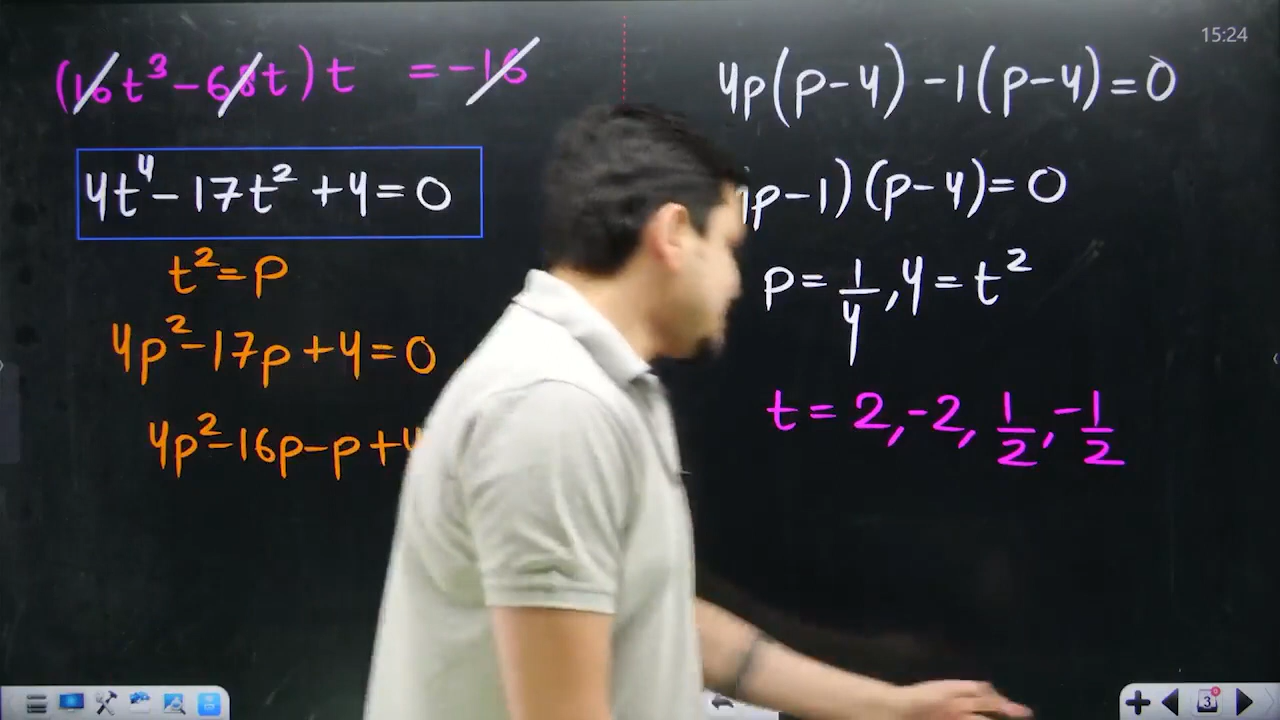 (16t³-68t)t = -16
4t⁴-17t²+4=0
t²=p
4p²-17p+4=0
4p²-16p-p+4
15:24
4p(p-4)-1(p-4)=0
p-1)(p-4)=0
p=1/4,4=t²
t=2,-2,1/2,-1/2
3